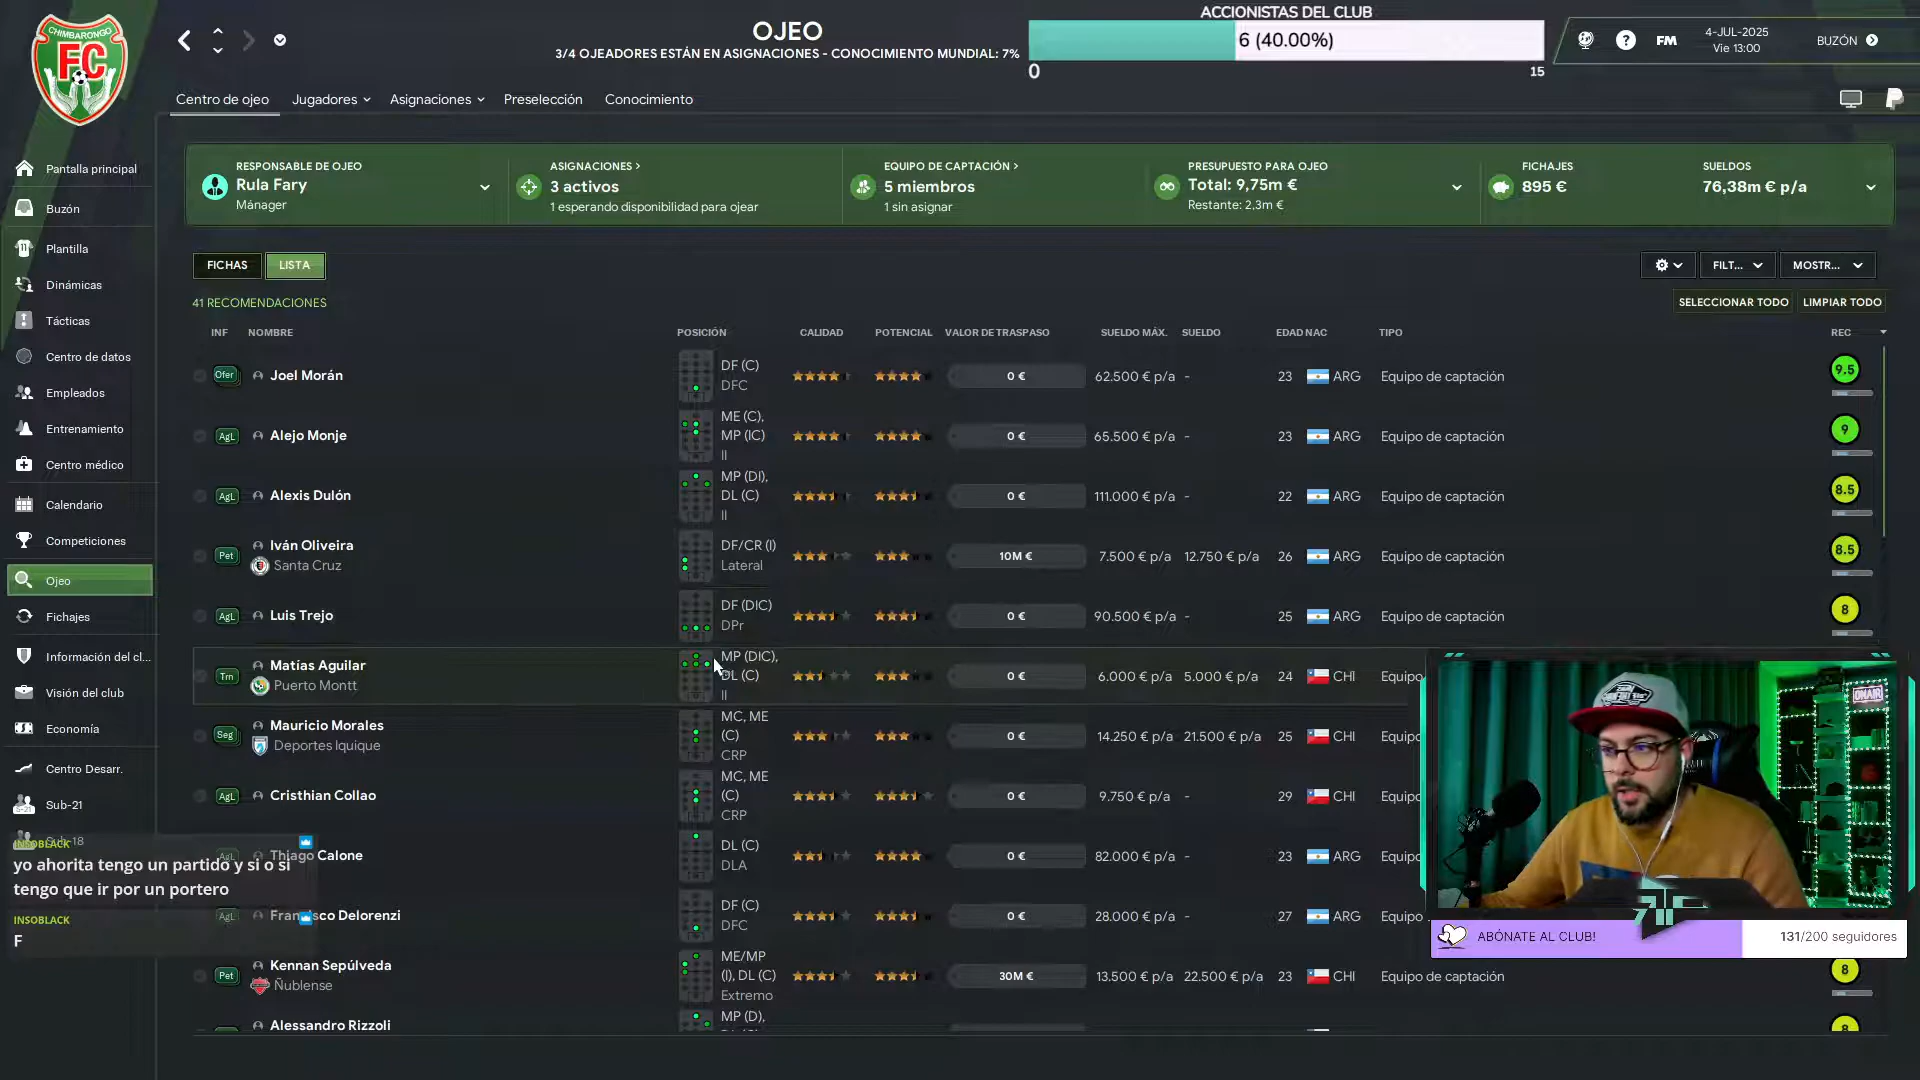 ACCIONISTAS DEL CLUB
6 (40.00%)
0
15
CHIMBARONGO
FC
OJEO
3/4 OJEADORES ESTÁN EN ASIGNACIONES - CONOCIMIENTO MUNDIAL: 7%
FM
4-JUL-2025
Vie 13:00
BUZÓN
Centro de ojeo
Jugadores
Asignaciones
Preselección
Conocimiento
Pantalla principal
Buzón
Plantilla
Dinámicas
Tácticas
Centro de datos
Empleados
Entrenamiento
Centro médico
Calendario
Competiciones
Ojeo
Fichajes
Información del cl...
Visión del club
Economía
Centro Desarr.
Sub-21
Sub-18
RESPONSABLE DE OJEO
Rula Fary
Mánager
ASIGNACIONES >
3 activos
1 esperando disponibilidad para ojear
EQUIPO DE CAPTACIÓN >
5 miembros
1 sin asignar
PRESUPUESTO PARA OJEO
Total: 9,75m €
Restante: 2,3m €
FICHAJES
895 €
SUELDOS
76,38m € p/a
FICHAS
LISTA
FILT...
MOSTR...
41 RECOMENDACIONES
SELECCIONAR TODO
LIMPIAR TODO
INF NOMBRE POSICIÓN CALIDAD POTENCIAL VALOR DE TRASPASO SUELDO MÁX. SUELDO EDAD NAC TIPO REC
Ofer Joel Morán DF (C) DFC 0 € 62.500 € p/a - 23 ARG Equipo de captación 9.5
AgL Alejo Monje ME (C), MP (IC) II 0 € 65.500 € p/a - 23 ARG Equipo de captación 9
AgL Alexis Dulón MP (DI), DL (C) II 0 € 111.000 € p/a - 22 ARG Equipo de captación 8.5
Pet Iván Oliveira Santa Cruz DF/CR (I) Lateral 10M € 7.500 € p/a 12.750 € p/a 26 ARG Equipo de captación 8.5
AgL Luis Trejo DF (DIC) DPr 0 € 90.500 € p/a - 25 ARG Equipo de captación 8
Trn Matías Aguilar Puerto Montt MP (DIC), DL (C) II 0 € 6.000 € p/a 5.000 € p/a 24 CHI Equipo
Seg Mauricio Morales Deportes Iquique MC, ME (C) CRP 0 € 14.250 € p/a 21.500 € p/a 25 CHI Equipo
AgL Cristhian Collao MC, ME (C) CRP 0 € 9.750 € p/a - 29 CHI Equipo
AgL Thiago Calone DL (C) DLA 0 € 82.000 € p/a - 23 ARG Equipo
AgL Francisco Delorenzi DF (C) DFC 0 € 28.000 € p/a - 27 ARG Equipo
Pet Kennan Sepúlveda Ñublense ME/MP (I), DL (C) Extremo 30M € 13.500 € p/a 22.500 € p/a 23 CHI Equipo de captación 8
Alessandro Rizzoli MP (D), 8
INSOBLACK
yo ahorita tengo un partido y si o si
tengo que ir por un portero
INSOBLACK
F
ON AIR
ABÓNATE AL CLUB!
131/200 seguidores